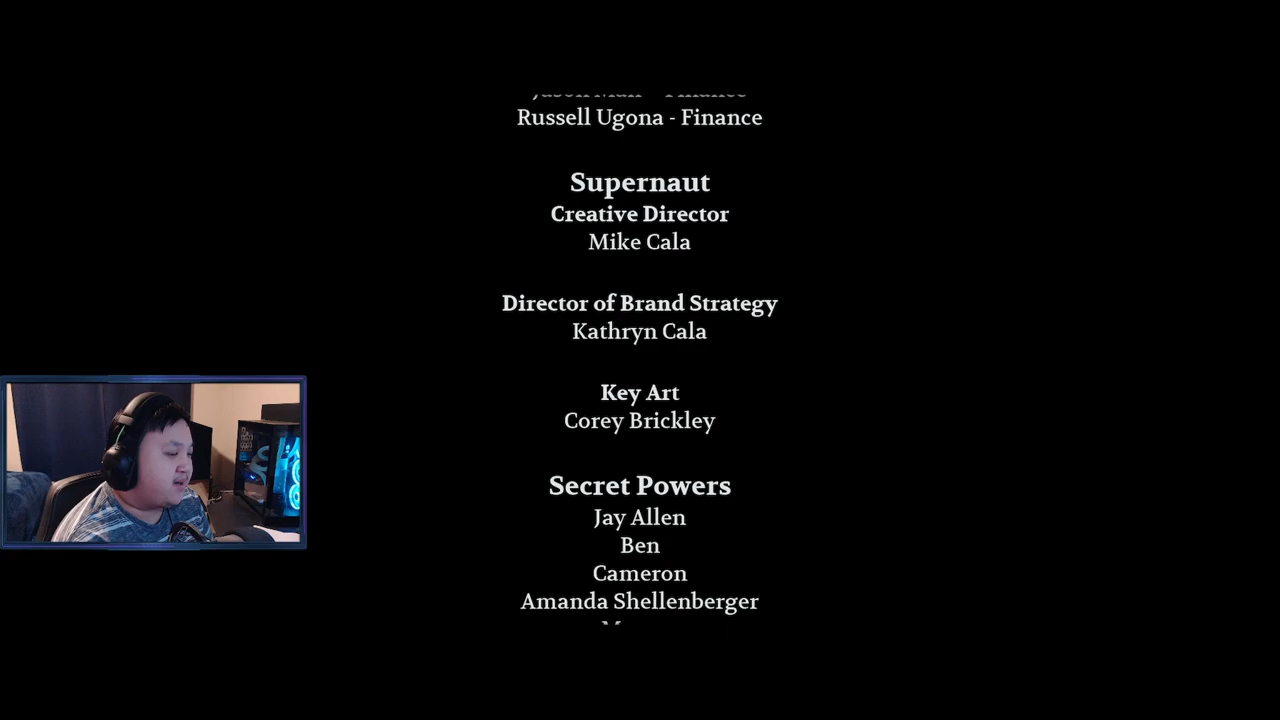 Russell Ugona - Finance
Supernaut
Creative Director
Mike Cala
Director of Brand Strategy
Kathryn Cala
Key Art
Corey Brickley
Secret Powers
Jay Allen
Ben
Cameron
Amanda Shellenberger